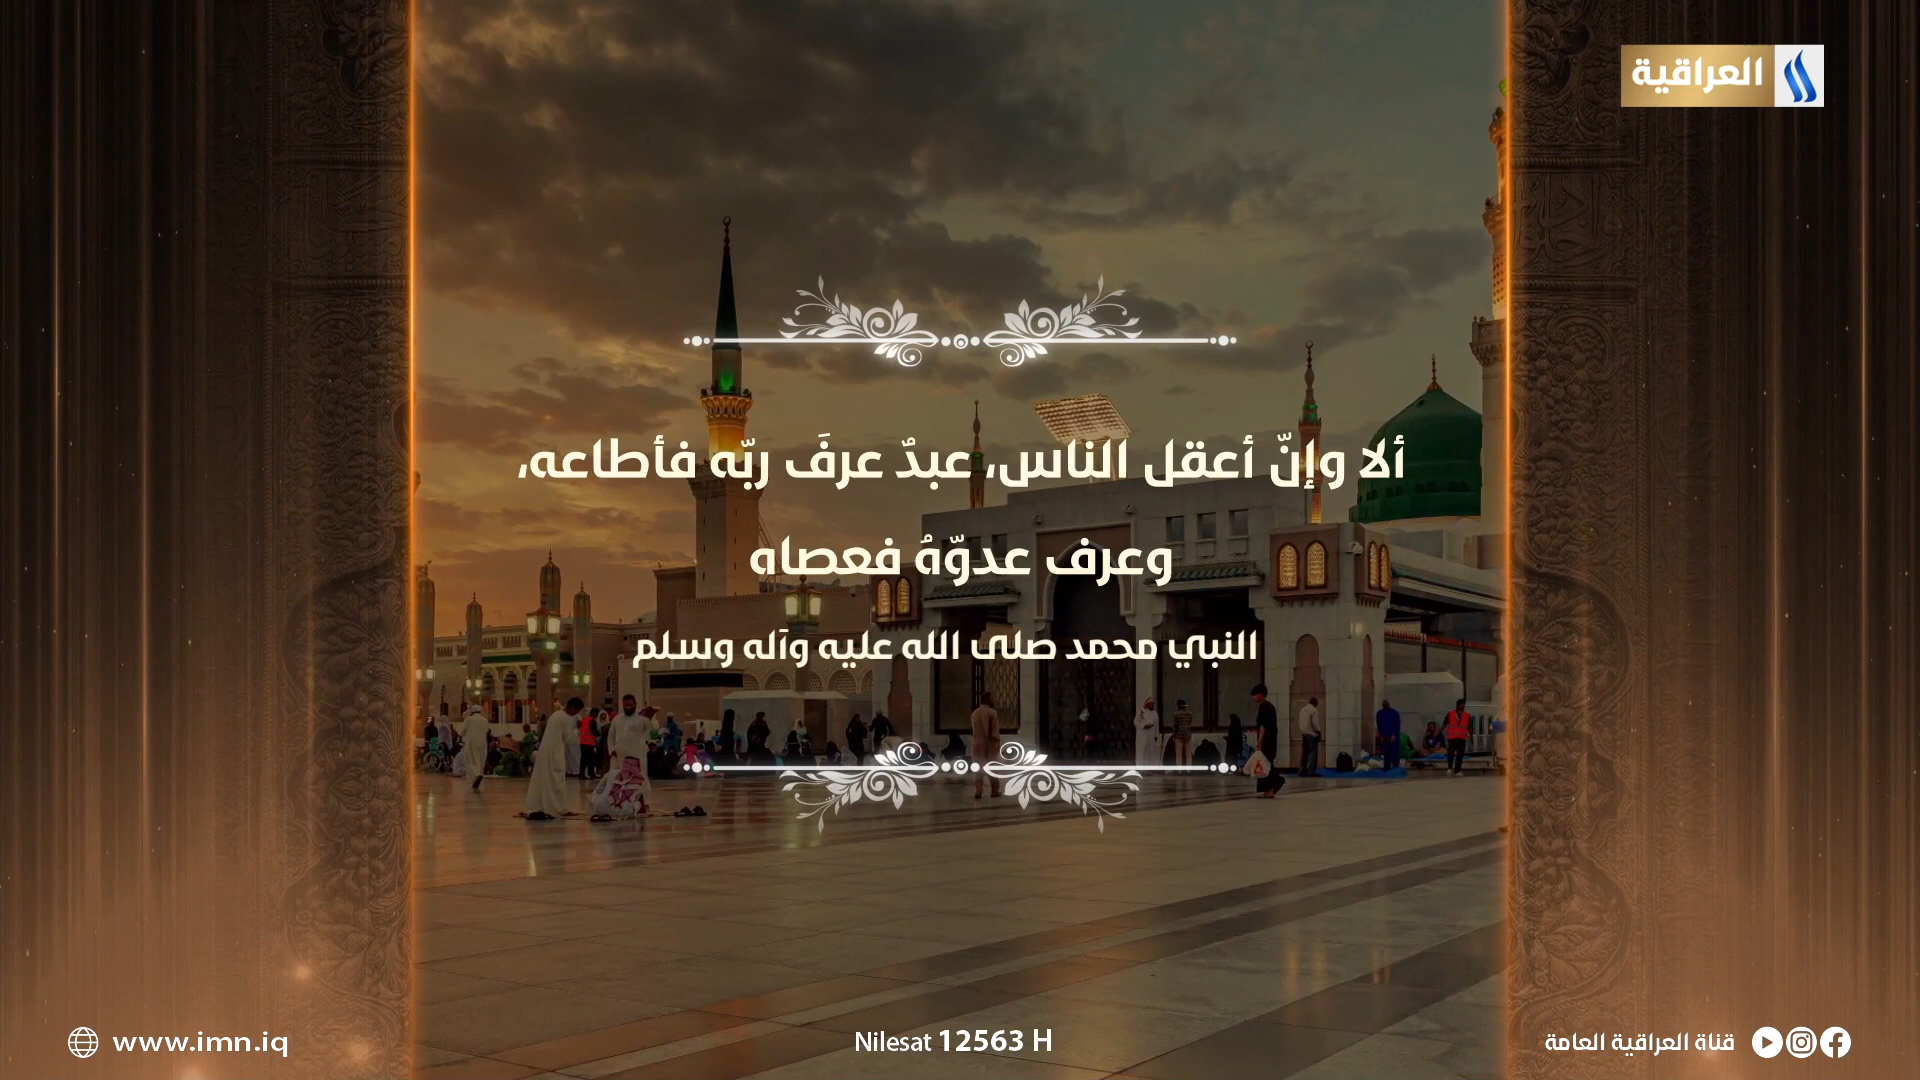 العراقية
ألا وإنّ أعقل الناس، عبدٌ عرفَ ربّه فأطاعه،
وعرف عدوّهُ فعصاه
النبي محمد صلى الله عليه وآله وسلم
www.imn.iq
Nilesat 12563 H
قناة العراقية العامة